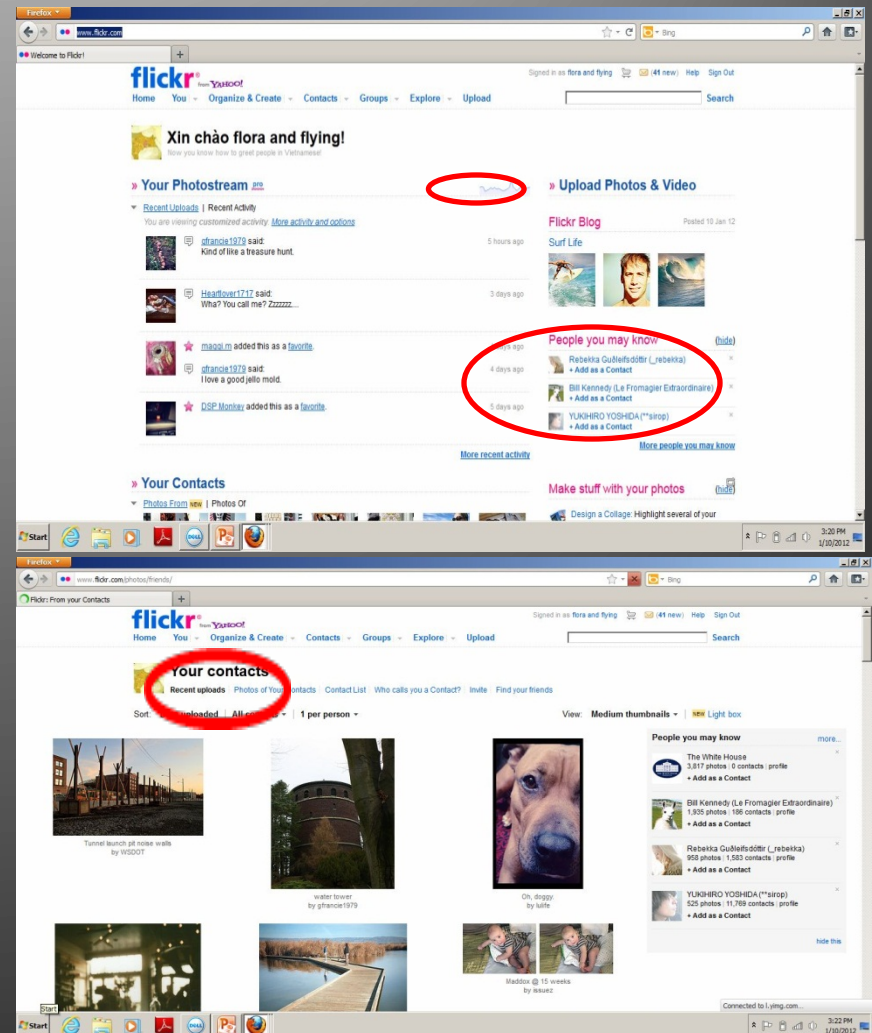 Firefox
www.flickr.com
Bing
Welcome to Flickr!
flickr from YAHOO!
Signed in as flora and flying (41 new) Help Sign Out
Home You Organize & Create Contacts Groups Explore Upload
Search
Xin chào flora and flying!
Now you know how to greet people in Vietnamese!
» Your Photostream pro
Recent Uploads | Recent Activity
You are viewing customized activity. More activity and options
gfrancie1979 said:
Kind of like a treasure hunt.
5 hours ago
Heartlover1717 said:
Wha? You call me? Zzzzzz...
3 days ago
maggi.m added this as a favorite.
days ago
gfrancie1979 said:
I love a good jello mold.
4 days ago
DSP Monkey added this as a favorite.
5 days ago
More recent activity
» Your Contacts
Photos From NEW | Photos Of
» Upload Photos & Video
Flickr Blog
Posted 10 Jan 12
Surf Life
People you may know (hide)
Rebekka Guðleifsdóttir (_rebekka)
+ Add as a Contact
Bill Kennedy (Le Fromagier Extraordinaire)
+ Add as a Contact
YUKIHIRO YOSHIDA (**sirop)
+ Add as a Contact
More people you may know
Make stuff with your photos (hide)
Design a Collage: Highlight several of your
Start
DELL
3:20 PM
1/10/2012
Firefox
www.flickr.com/photos/friends/
Bing
Flickr: From your Contacts
flickr from YAHOO!
Signed in as flora and flying (41 new) Help Sign Out
Home You Organize & Create Contacts Groups Explore Upload
Search
Your contacts
Recent uploads Photos of Your Contacts Contact List Who calls you a Contact? Invite Find your friends
Sort: uploaded All 1 per person
View: Medium thumbnails NEW Light box
Tunnel launch pit noise walls
by WSDOT
water tower
by gfrancie1979
Oh, doggy.
by lulife
Maddox @ 15 weeks
by issuez
People you may know more...
The White House
3,817 photos | 0 contacts | profile
+ Add as a Contact
Bill Kennedy (Le Fromagier Extraordinaire)
1,935 photos | 186 contacts | profile
+ Add as a Contact
Rebekka Guðleifsdóttir (_rebekka)
958 photos | 1,583 contacts | profile
+ Add as a Contact
YUKIHIRO YOSHIDA (**sirop)
525 photos | 11,769 contacts | profile
+ Add as a Contact
hide this
Connected to l.yimg.com...
Start
Start
DELL
3:22 PM
1/10/2012